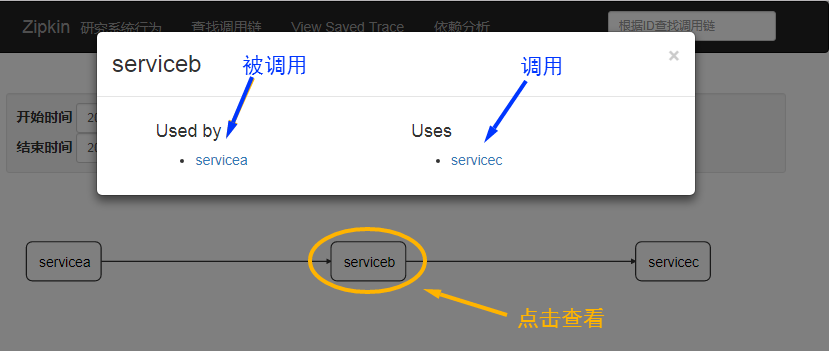 Zipkin 研究系统行为 查找调用链 View Saved Trace 依赖分析 根据ID查找调用链
serviceb 被调用 调用 ×
Used by Uses
servicea servicec
开始时间 20
结束时间 20
servicea serviceb servicec
点击查看